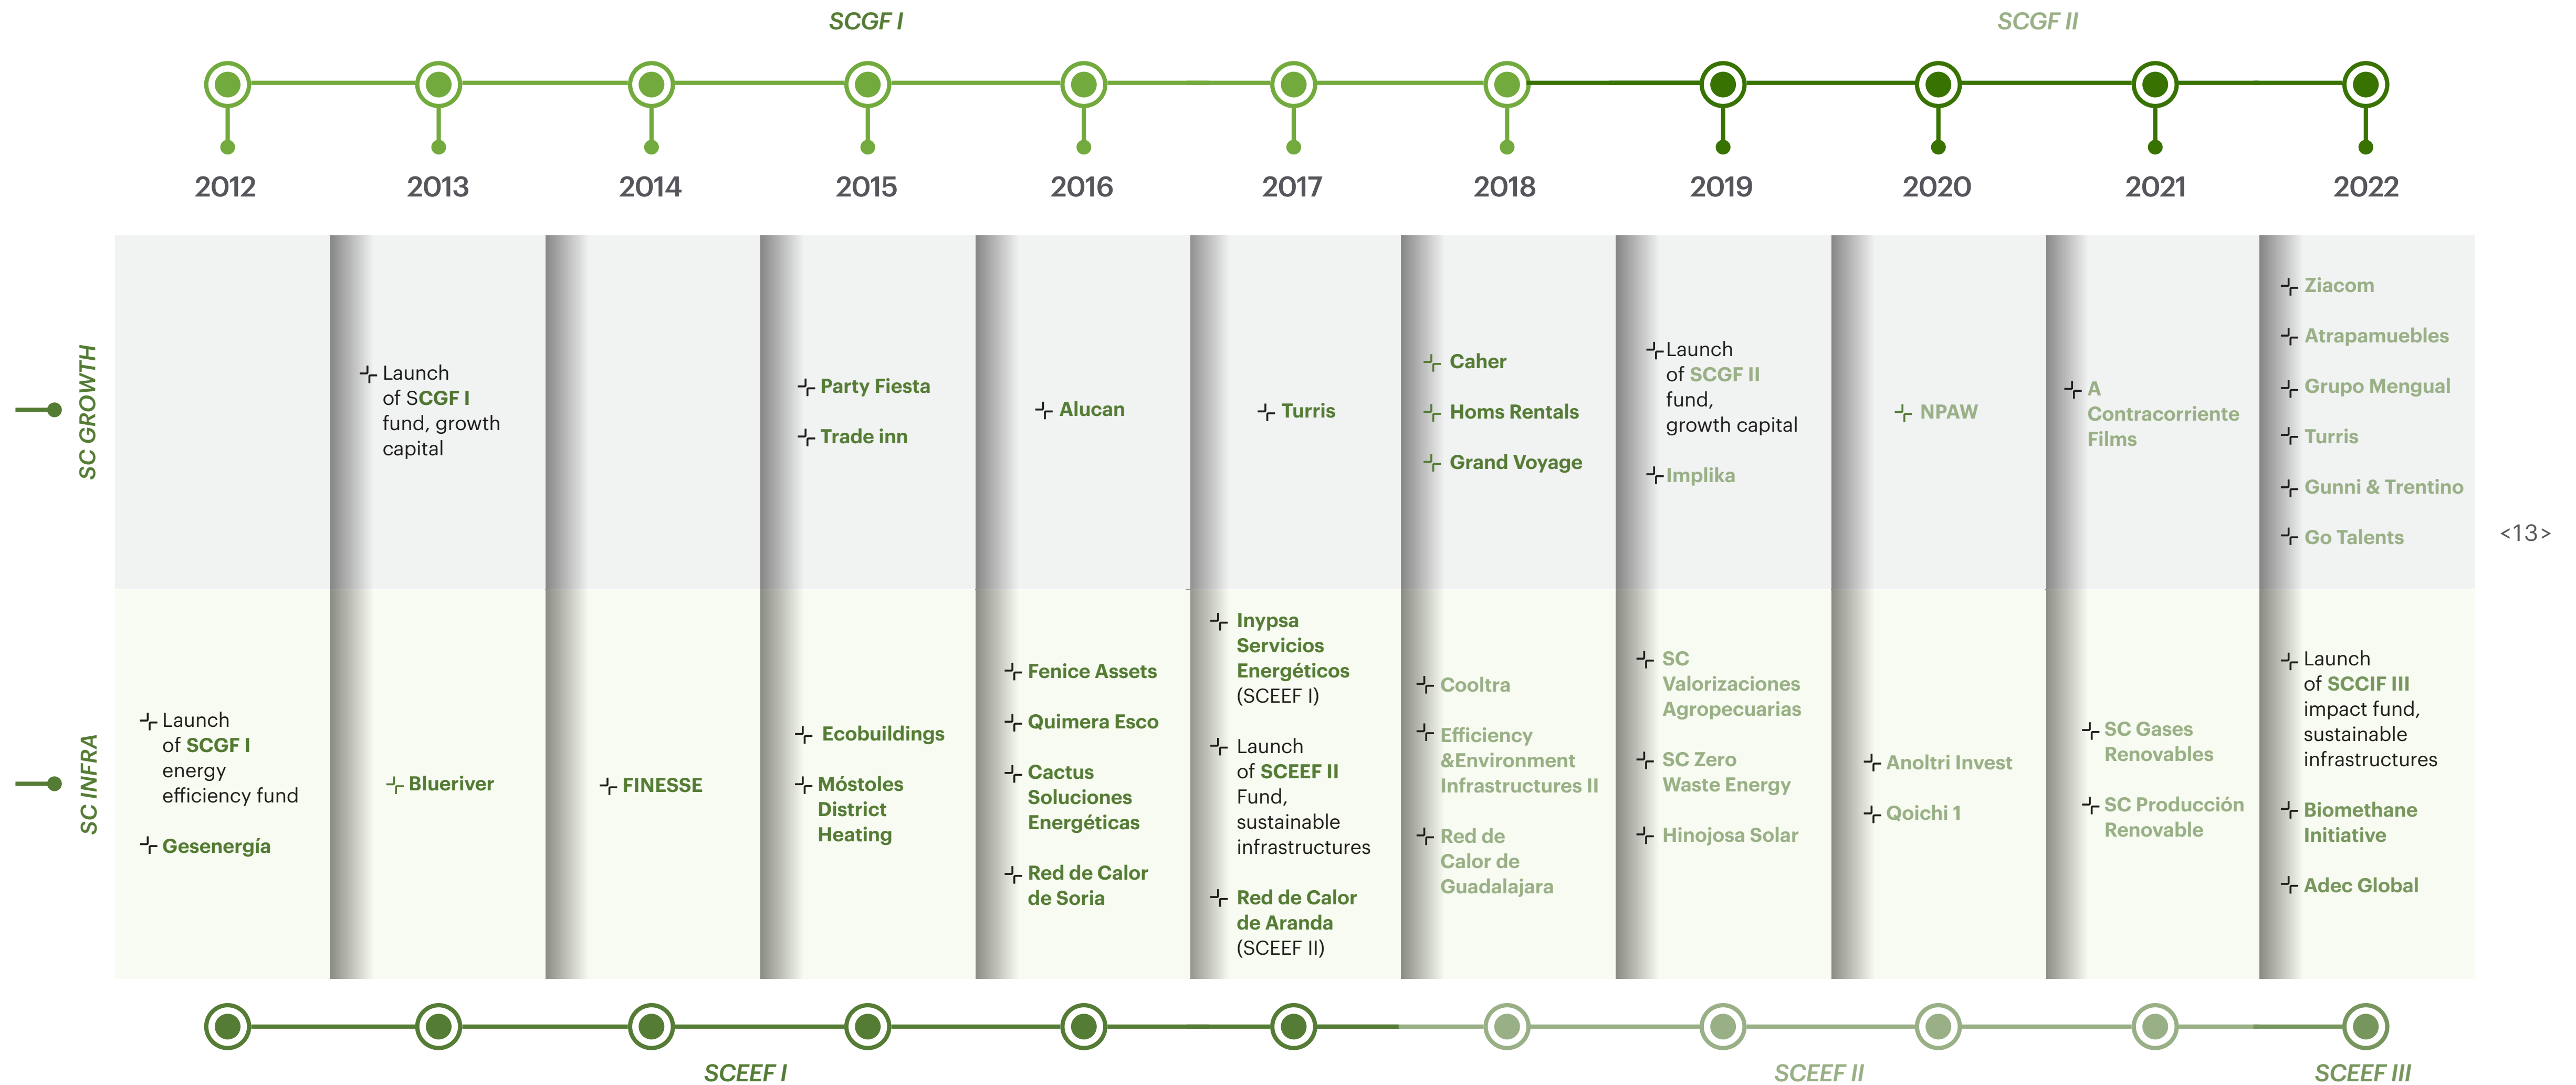 SCGF I
SCGF II
2012
2013
2014
2015
2016
2017
2018
2019
2020
2021
2022
SC GROWTH
Launch
of SCGF I
fund, growth
capital
Party Fiesta
Trade inn
Alucan
Turris
Caher
Homs Rentals
Grand Voyage
Launch
of SCGF II
fund,
growth capital
Implika
NPAW
A
Contracorriente
Films
Ziacom
Atrapamuebles
Grupo Mengual
Turris
Gunni & Trentino
Go Talents
<13>
SC INFRA
Launch
of SCGF I
energy
efficiency fund
Gesenergía
Blueriver
FINESSE
Ecobuildings
Móstoles
District
Heating
Fenice Assets
Quimera Esco
Cactus
Soluciones
Energéticas
Red de Calor
de Soria
Inypsa
Servicios
Energéticos
(SCEEF I)
Launch
of SCEEF II
Fund,
sustainable
infrastructures
Red de Calor
de Aranda
(SCEEF II)
Cooltra
Efficiency
&Environment
Infrastructures II
Red de
Calor de
Guadalajara
SC
Valorizaciones
Agropecuarias
SC Zero
Waste Energy
Hinojosa Solar
Anoltri Invest
Qoichi 1
SC Gases
Renovables
SC Producción
Renovable
Launch
of SCCIF III
impact fund,
sustainable
infrastructures
Biomethane
Initiative
Adec Global
SCEEF I
SCEEF II
SCEEF III